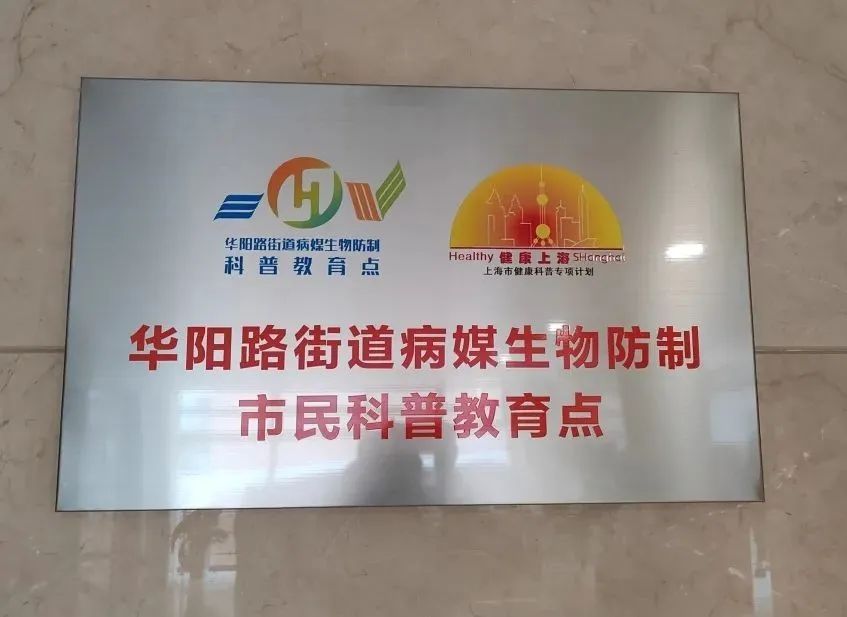 华阳路街道病媒生物防制
科普教育点
Healthy 健康上海 Shanghai
上海市健康科普专项计划
华阳路街道病媒生物防制
市民科普教育点